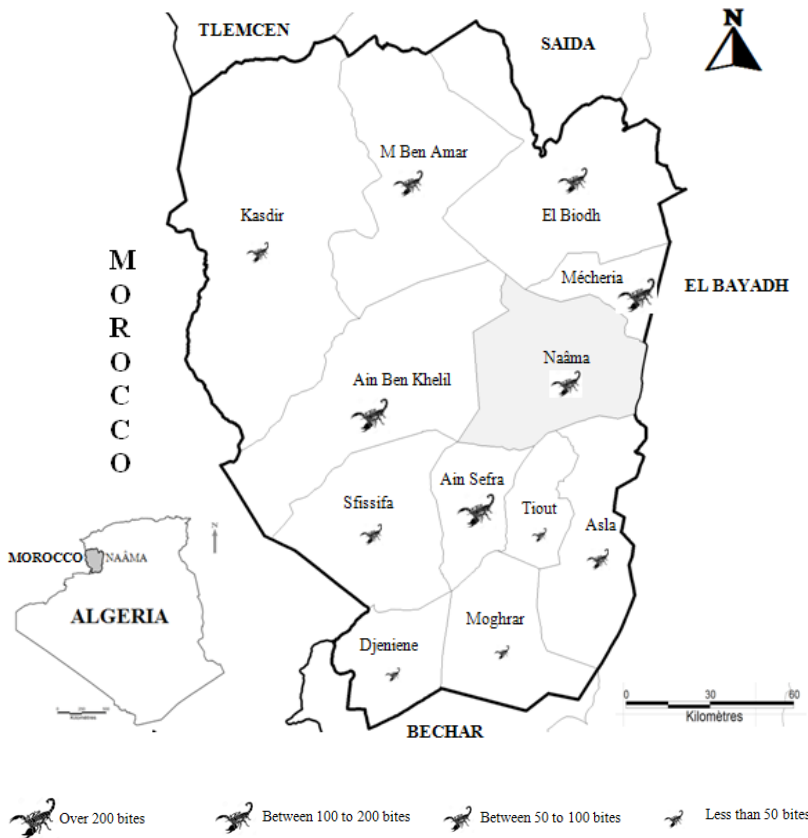 TLEMCEN
SAIDA
N
M Ben Amar
Kasdir
El Biodh
MOROCCO
Mécheria
EL BAYADH
Naâma
Ain Ben Khelil
Ain Sefra
Sfissifa
Tiout
Asla
N
MOROCCO
NAÂMA
ALGERIA
Moghrar
Djeniene
0 30 60
Kilomètres
Kilomètres
BECHAR
Over 200 bites
Between 100 to 200 bites
Between 50 to 100 bites
Less than 50 bites